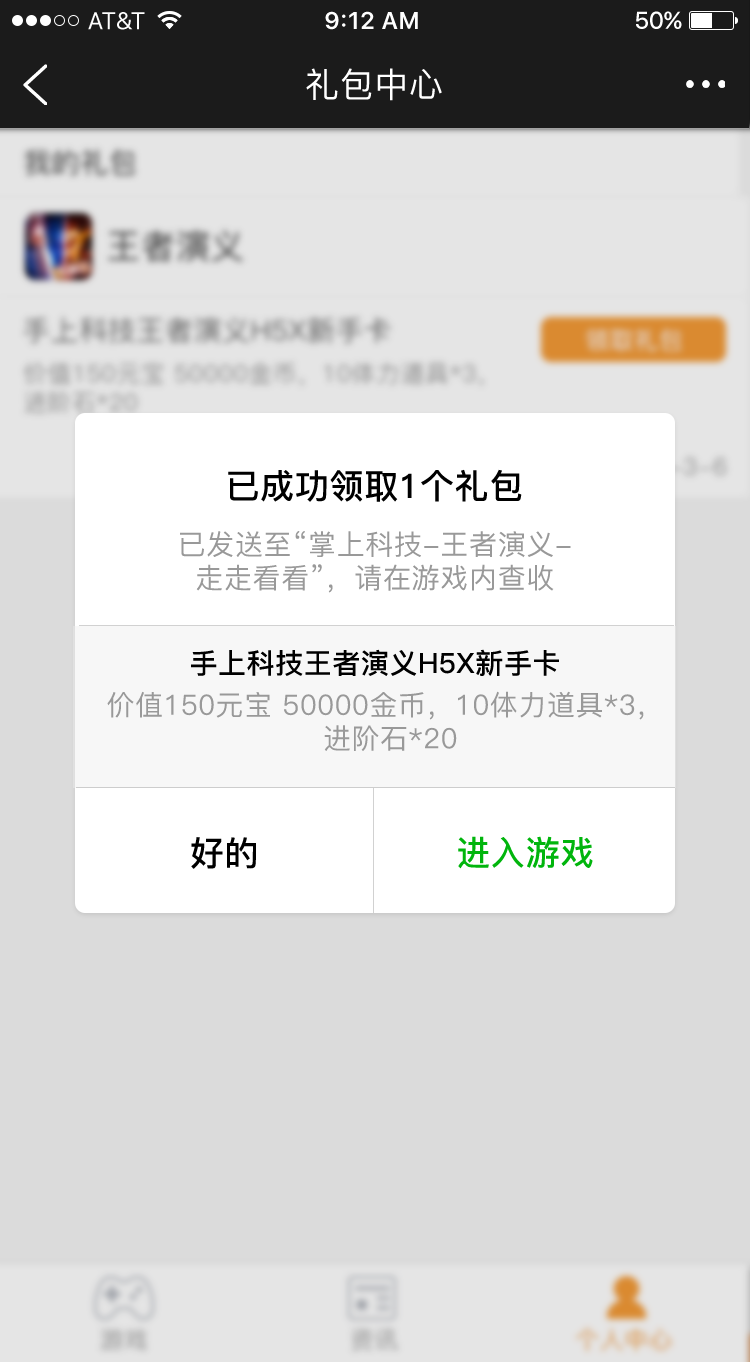 AT&T
9:12 AM
50%
礼包中心
我的礼包
王者演义
手上科技王者演义H5X新手卡
领取礼包
价值150元宝 50000金币，10体力道具*3，
进阶石*20
-3-6
已成功领取1个礼包
已发送至“掌上科技-王者演义-
走走看看”，请在游戏内查收
手上科技王者演义H5X新手卡
价值150元宝 50000金币，10体力道具*3，
进阶石*20
好的
进入游戏
游戏
资讯
个人中心